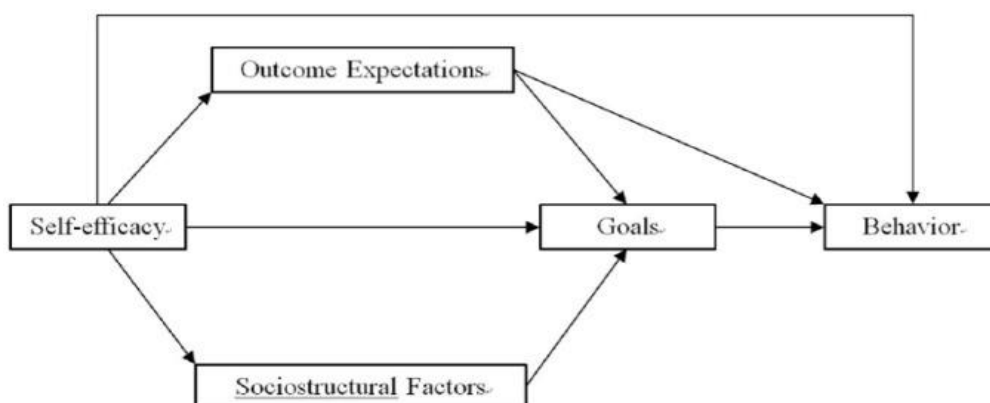 Outcome Expectations
Self-efficacy
Goals
Behavior
Sociostructural Factors